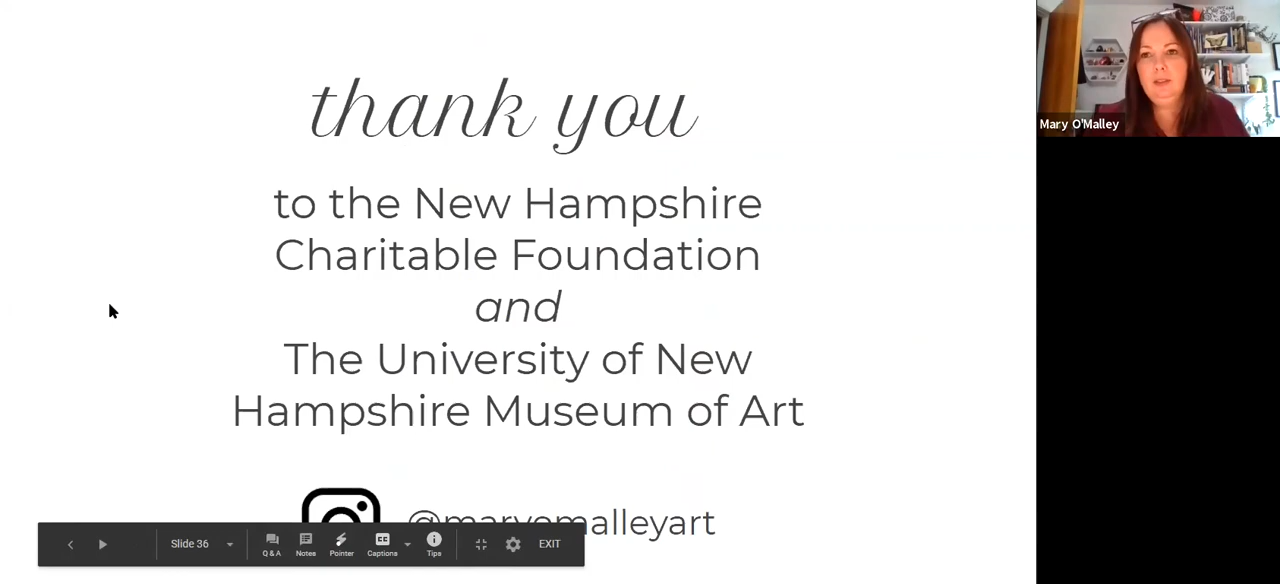 thank you
to the New Hampshire
Charitable Foundation
and
The University of New
Hampshire Museum of Art
@maryomalleyart
Slide 36
Q & A
Notes
Pointer
Captions
Tips
EXIT
Mary O'Malley